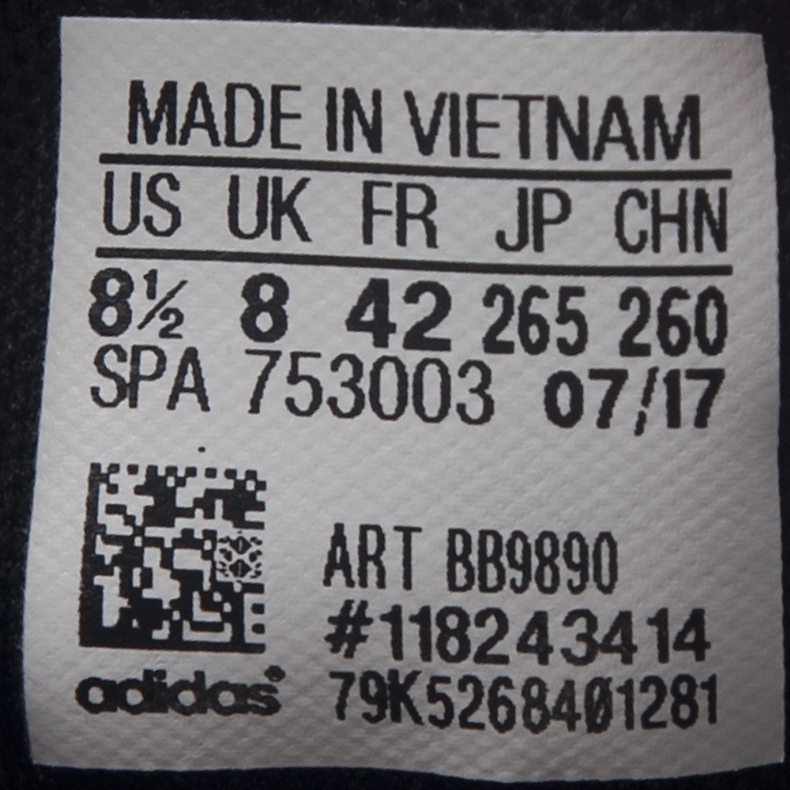 MADE IN VIETNAM
US UK FR JP CHN
8½ 8 42 265 260
SPA 753003 07/17
ART BB9890
#118243414
adidas® 79K5268401281